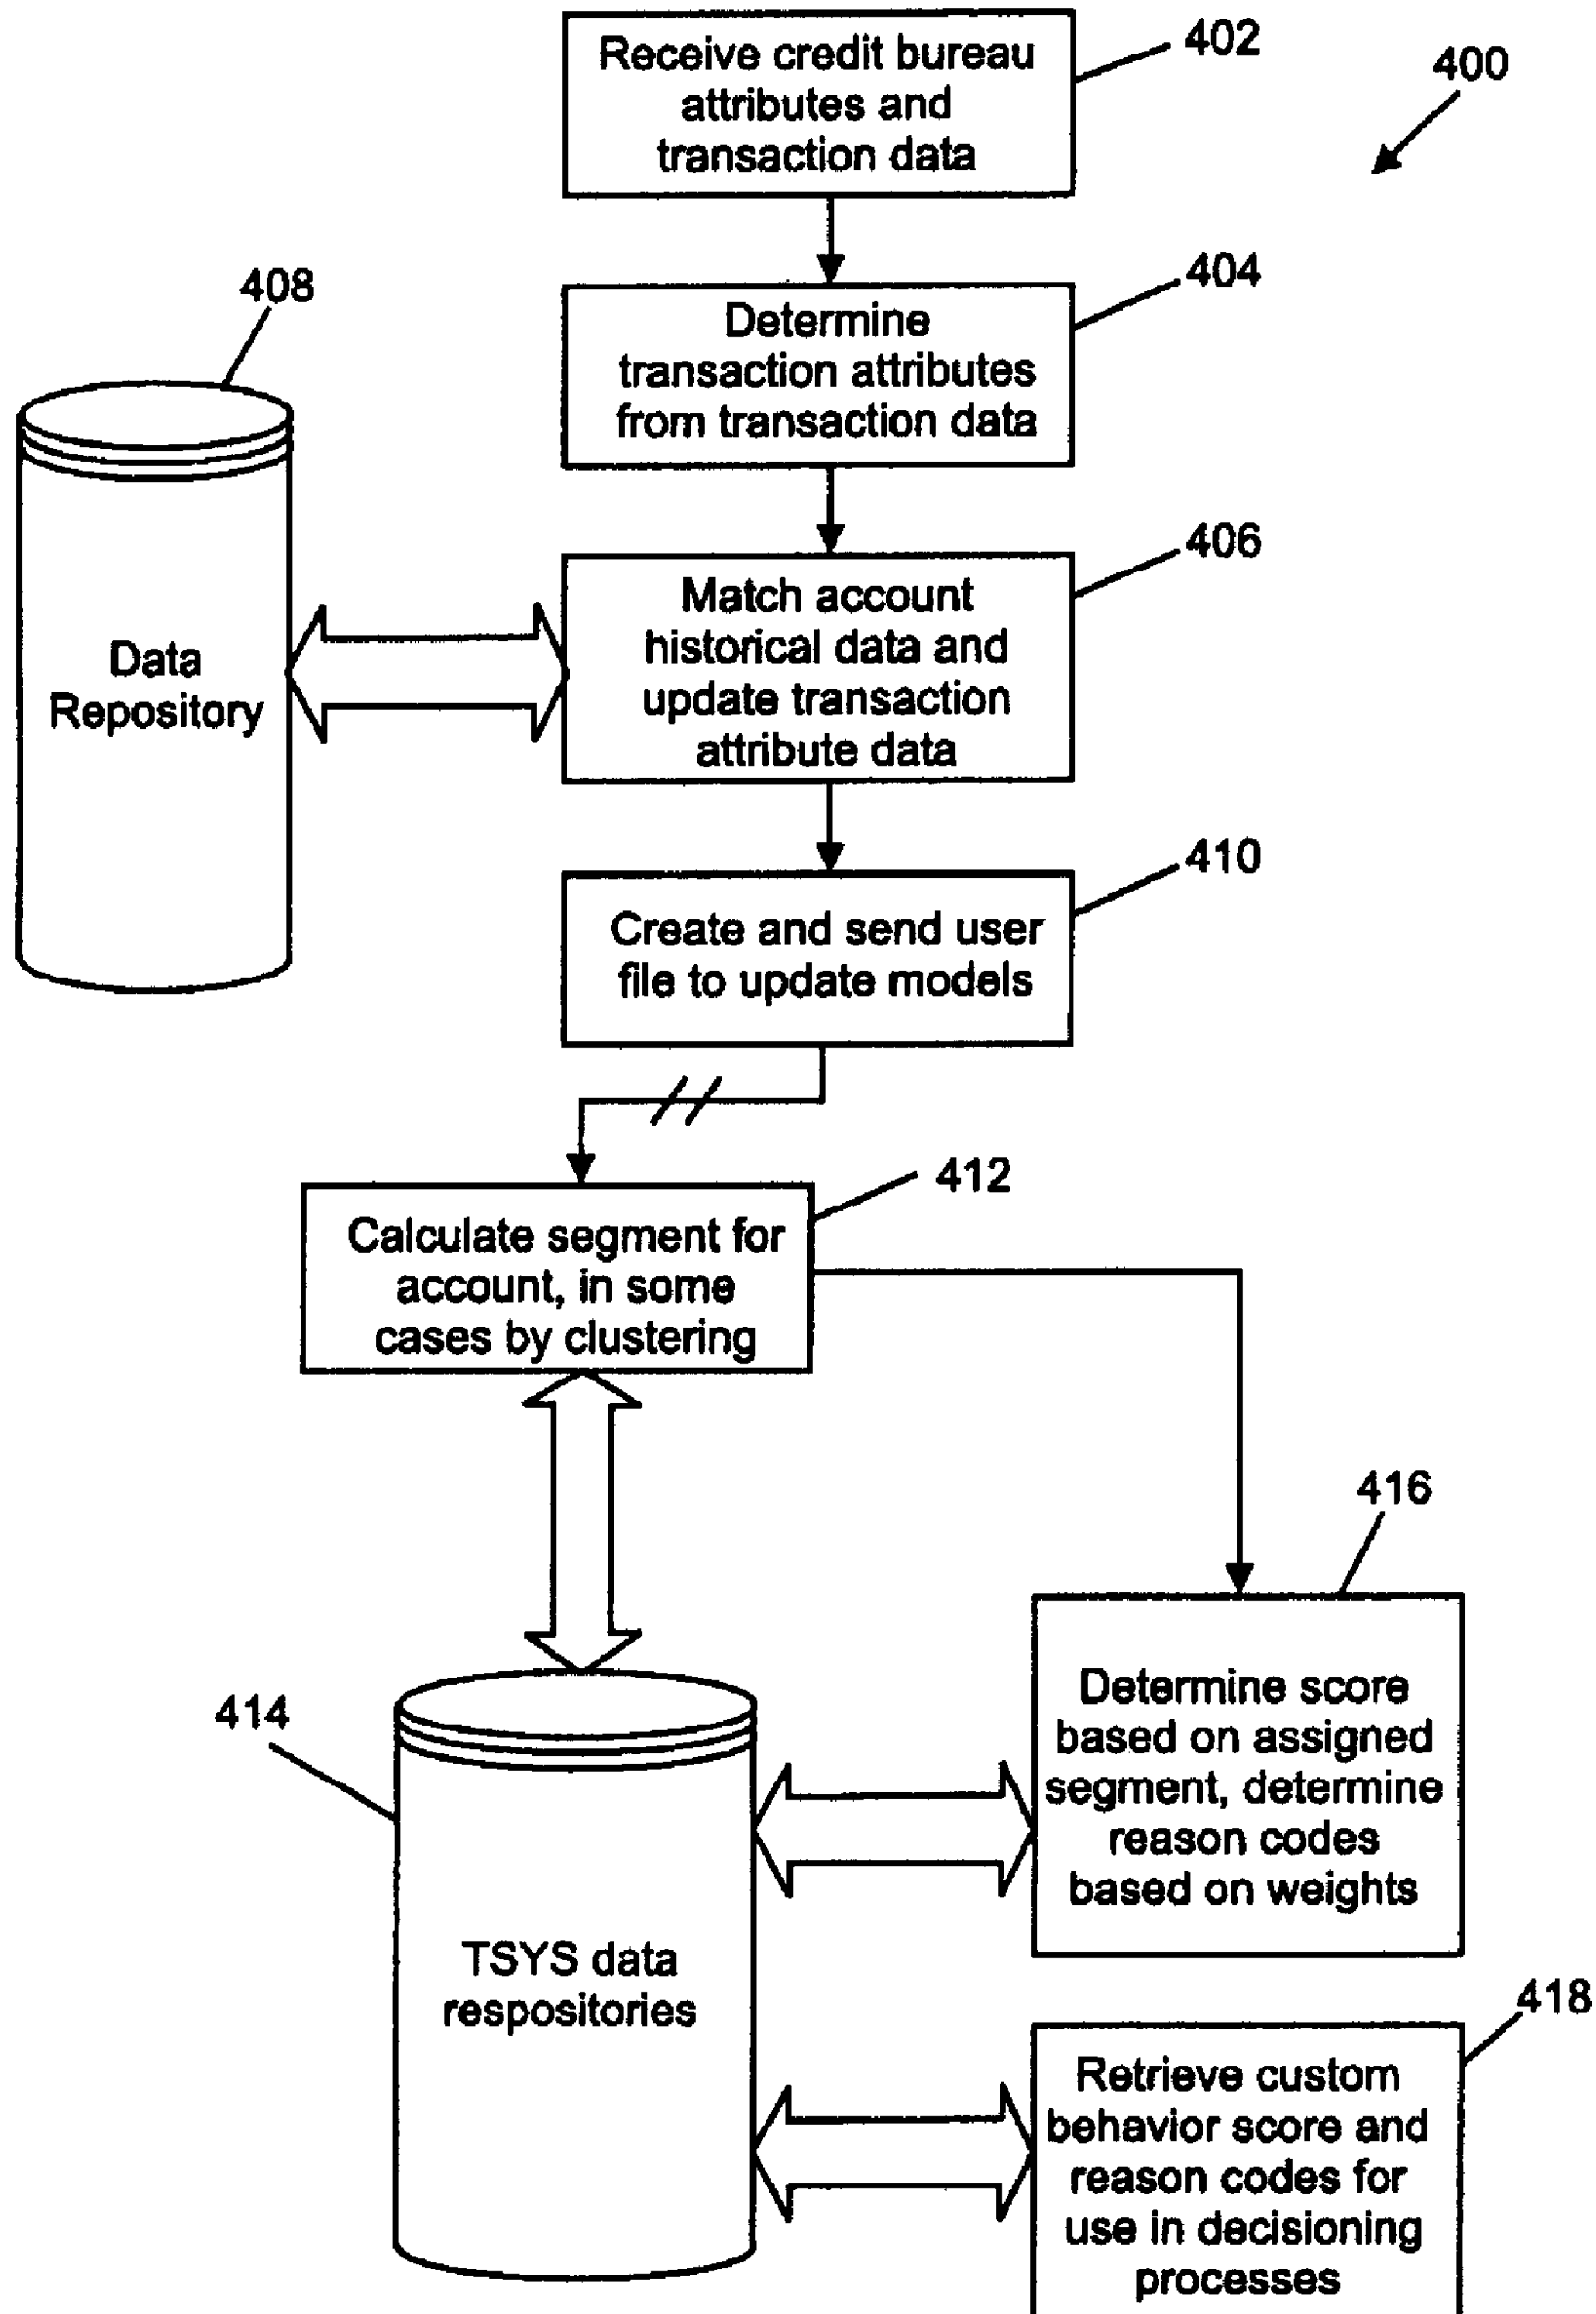 Receive credit bureau
attributes and
transaction data
402
400
Determine
transaction attributes
from transaction data
404
408
Data
Repository
Match account
historical data and
update transaction
attribute data
406
Create and send user
file to update models
410
Calculate segment for
account, in some
cases by clustering
412
414
TSYS data
respositories
416
Determine score
based on assigned
segment, determine
reason codes
based on weights
418
Retrieve custom
behavior score and
reason codes for
use in decisioning
processes